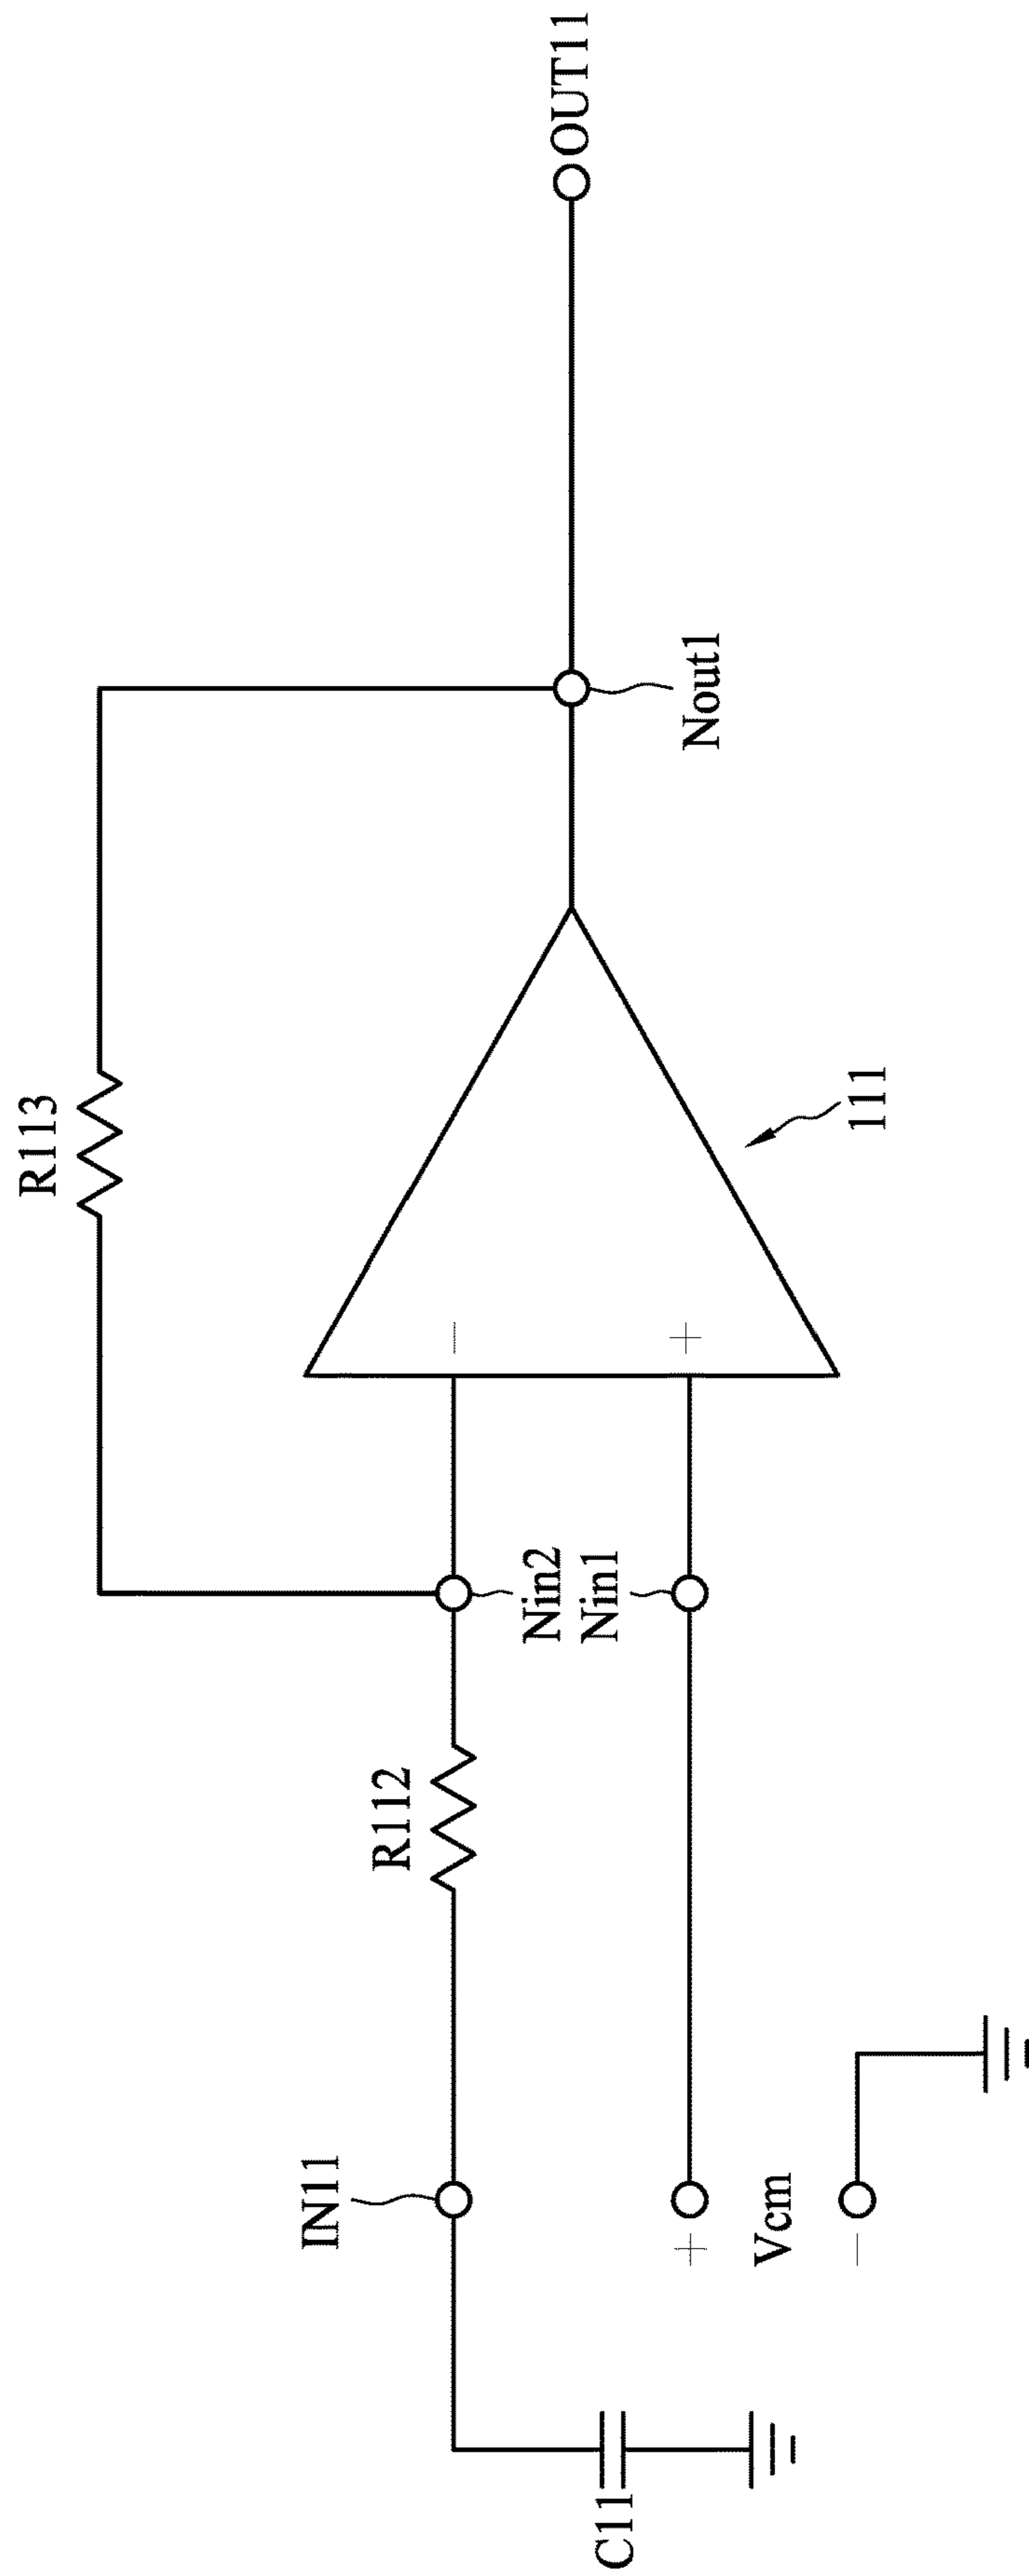 R113
OUT11
R112
IN11
−
Nin2
Nin1
+
Nout1
111
+
Vcm
−
C11